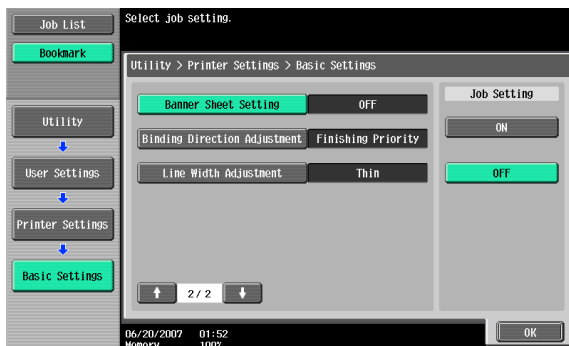 Select job setting.
Job List
Bookmark
Utility > Printer Settings > Basic Settings
Job Setting
Banner Sheet Setting OFF
ON
Utility
Binding Direction Adjustment Finishing Priority
User Settings
Line Width Adjustment Thin
OFF
Printer Settings
Basic Settings
2/2
06/20/2007 01:52
OK
Memory 100%